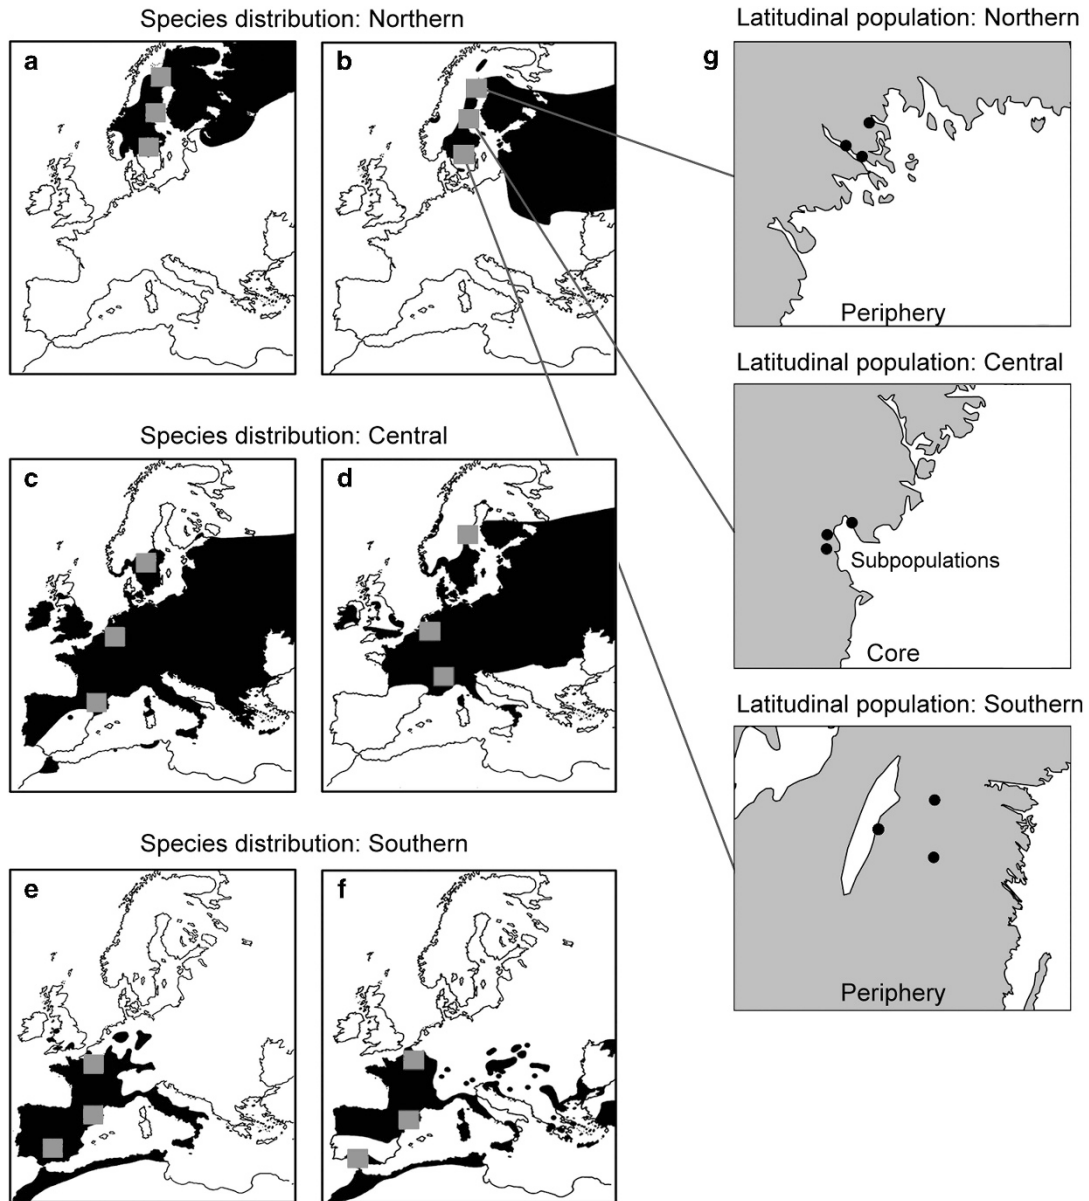 Species distribution: Northern
a
b
Species distribution: Central
c
d
Species distribution: Southern
e
f
Latitudinal population: Northern
g
Periphery
Latitudinal population: Central
Subpopulations
Core
Latitudinal population: Southern
Periphery